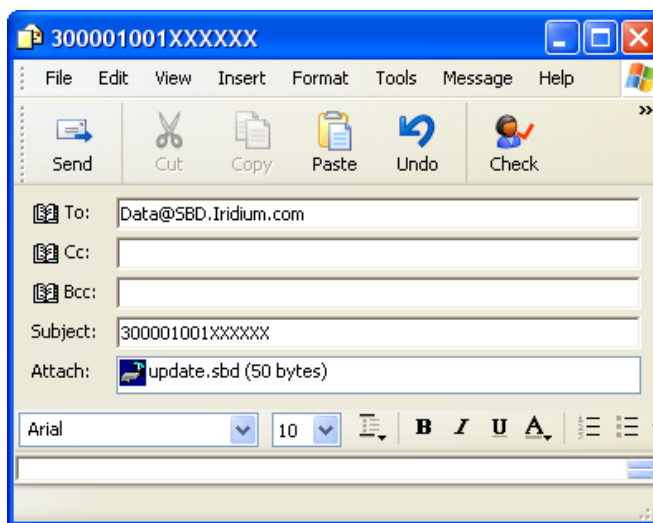 300001001XXXXXX
File Edit View Insert Format Tools Message Help
Send Cut Copy Paste Undo Check
To: Data@SBD.Iridium.com
Cc:
Bcc:
Subject: 300001001XXXXXX
Attach: update.sbd (50 bytes)
Arial 10 B I U A